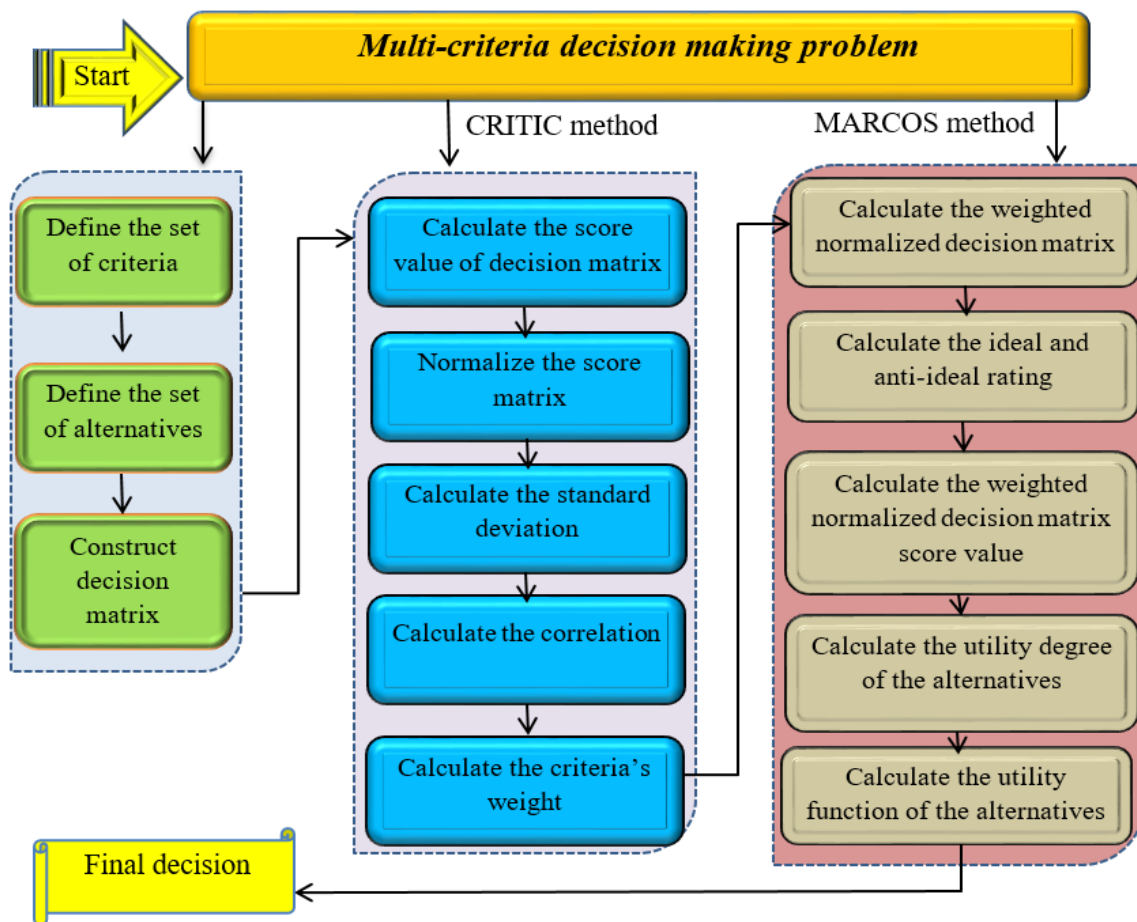 Multi-criteria decision making problem
Start
CRITIC method
MARCOS method
Define the set
of criteria
Define the set
of alternatives
Construct
decision
matrix
Calculate the score
value of decision matrix
Normalize the score
matrix
Calculate the standard
deviation
Calculate the correlation
Calculate the criteria’s
weight
Calculate the weighted
normalized decision matrix
Calculate the ideal and
anti-ideal rating
Calculate the weighted
normalized decision matrix
score value
Calculate the utility degree
of the alternatives
Calculate the utility
function of the alternatives
Final decision